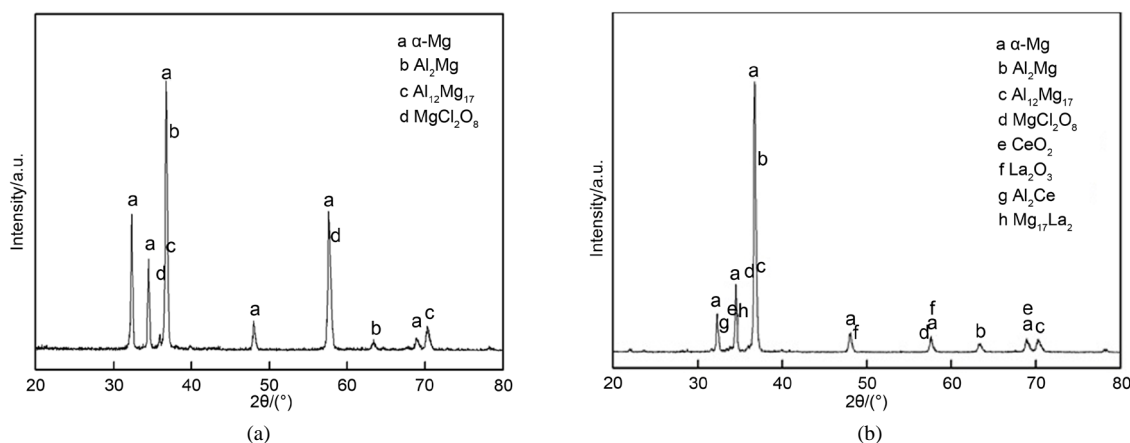 a α-Mg
b Al₂Mg
c Al₁₂Mg₁₇
d MgCl₂O₈
a
b
a
a
c
d
a
d
a
b
a
c
Intensity/a.u.
20 30 40 50 60 70 80
2θ/(°)
(a)
a α-Mg
b Al₂Mg
c Al₁₂Mg₁₇
d MgCl₂O₈
e CeO₂
f La₂O₃
g Al₂Ce
h Mg₁₇La₂
a
b
a
d c
a
g
e h
a
f
f
a
d
b
e
a c
Intensity/a.u.
20 30 40 50 60 70 80
2θ/(°)
(b)